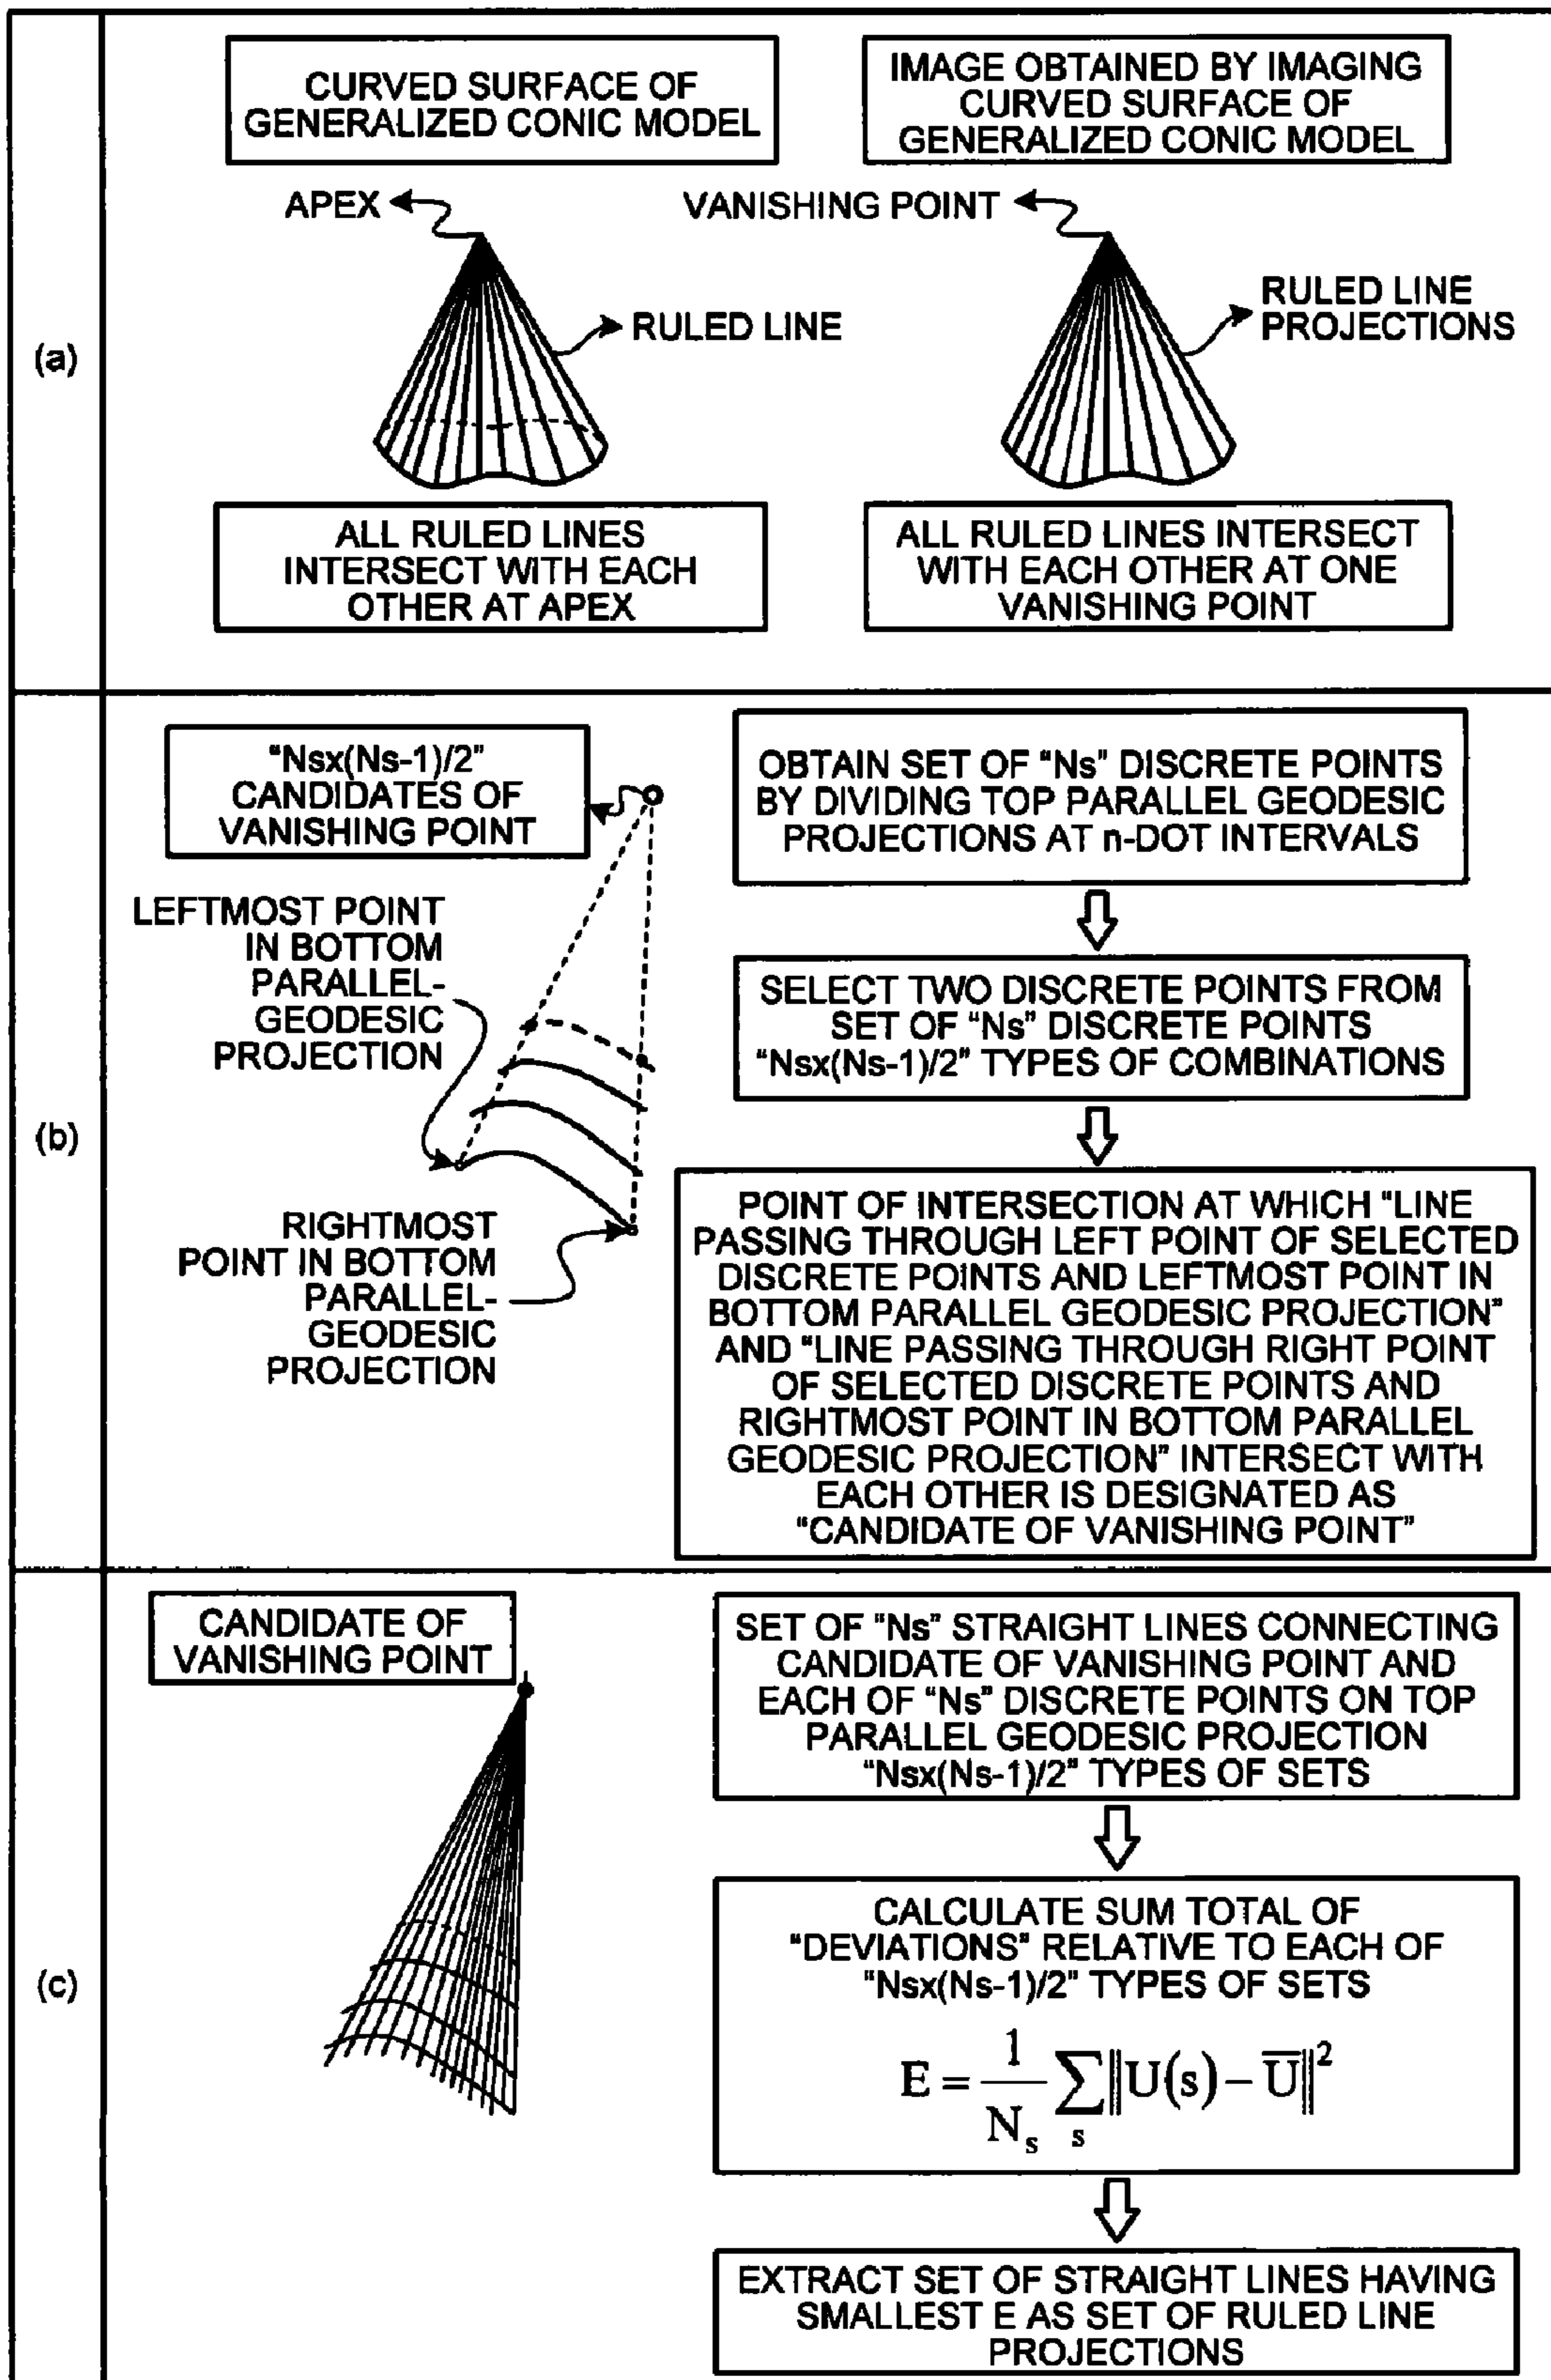 (a)
CURVED SURFACE OF
GENERALIZED CONIC MODEL
IMAGE OBTAINED BY IMAGING
CURVED SURFACE OF
GENERALIZED CONIC MODEL
APEX
RULED LINE
VANISHING POINT
RULED LINE
PROJECTIONS
ALL RULED LINES
INTERSECT WITH EACH
OTHER AT APEX
ALL RULED LINES INTERSECT
WITH EACH OTHER AT ONE
VANISHING POINT
(b)
"Nsx(Ns-1)/2"
CANDIDATES OF
VANISHING POINT
LEFTMOST POINT
IN BOTTOM
PARALLEL-
GEODESIC
PROJECTION
RIGHTMOST
POINT IN BOTTOM
PARALLEL-
GEODESIC
PROJECTION
OBTAIN SET OF "Ns" DISCRETE POINTS
BY DIVIDING TOP PARALLEL GEODESIC
PROJECTIONS AT n-DOT INTERVALS
SELECT TWO DISCRETE POINTS FROM
SET OF "Ns" DISCRETE POINTS
"Nsx(Ns-1)/2" TYPES OF COMBINATIONS
POINT OF INTERSECTION AT WHICH "LINE
PASSING THROUGH LEFT POINT OF SELECTED
DISCRETE POINTS AND LEFTMOST POINT IN
BOTTOM PARALLEL GEODESIC PROJECTION"
AND "LINE PASSING THROUGH RIGHT POINT
OF SELECTED DISCRETE POINTS AND
RIGHTMOST POINT IN BOTTOM PARALLEL
GEODESIC PROJECTION" INTERSECT WITH
EACH OTHER IS DESIGNATED AS
"CANDIDATE OF VANISHING POINT"
(c)
CANDIDATE OF
VANISHING POINT
SET OF "Ns" STRAIGHT LINES CONNECTING
CANDIDATE OF VANISHING POINT AND
EACH OF "Ns" DISCRETE POINTS ON TOP
PARALLEL GEODESIC PROJECTION
"Nsx(Ns-1)/2" TYPES OF SETS
CALCULATE SUM TOTAL OF
"DEVIATIONS" RELATIVE TO EACH OF
"Nsx(Ns-1)/2" TYPES OF SETS
E = 1/N_s ∑_s ‖U(s) − U̅‖²
EXTRACT SET OF STRAIGHT LINES HAVING
SMALLEST E AS SET OF RULED LINE
PROJECTIONS